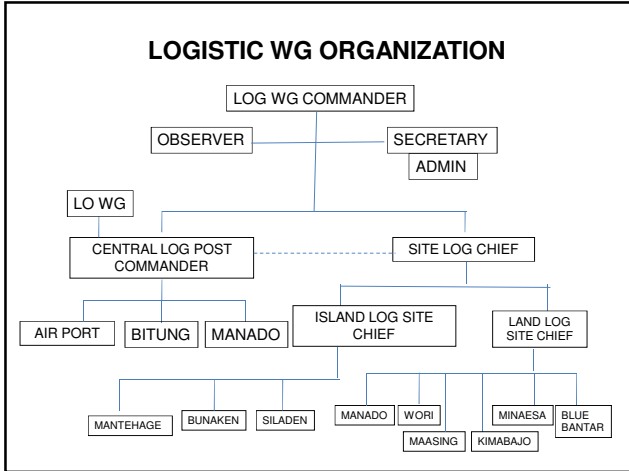 LOGISTIC WG ORGANIZATION
LOG WG COMMANDER
OBSERVER
SECRETARY
ADMIN
LO WG
CENTRAL LOG POST
COMMANDER
SITE LOG CHIEF
AIR PORT
BITUNG
MANADO
ISLAND LOG SITE
CHIEF
LAND LOG
SITE CHIEF
MANTEHAGE
BUNAKEN
SILADEN
MANADO
WORI
MAASING
KIMABAJO
MINAESA
BLUE
BANTAR